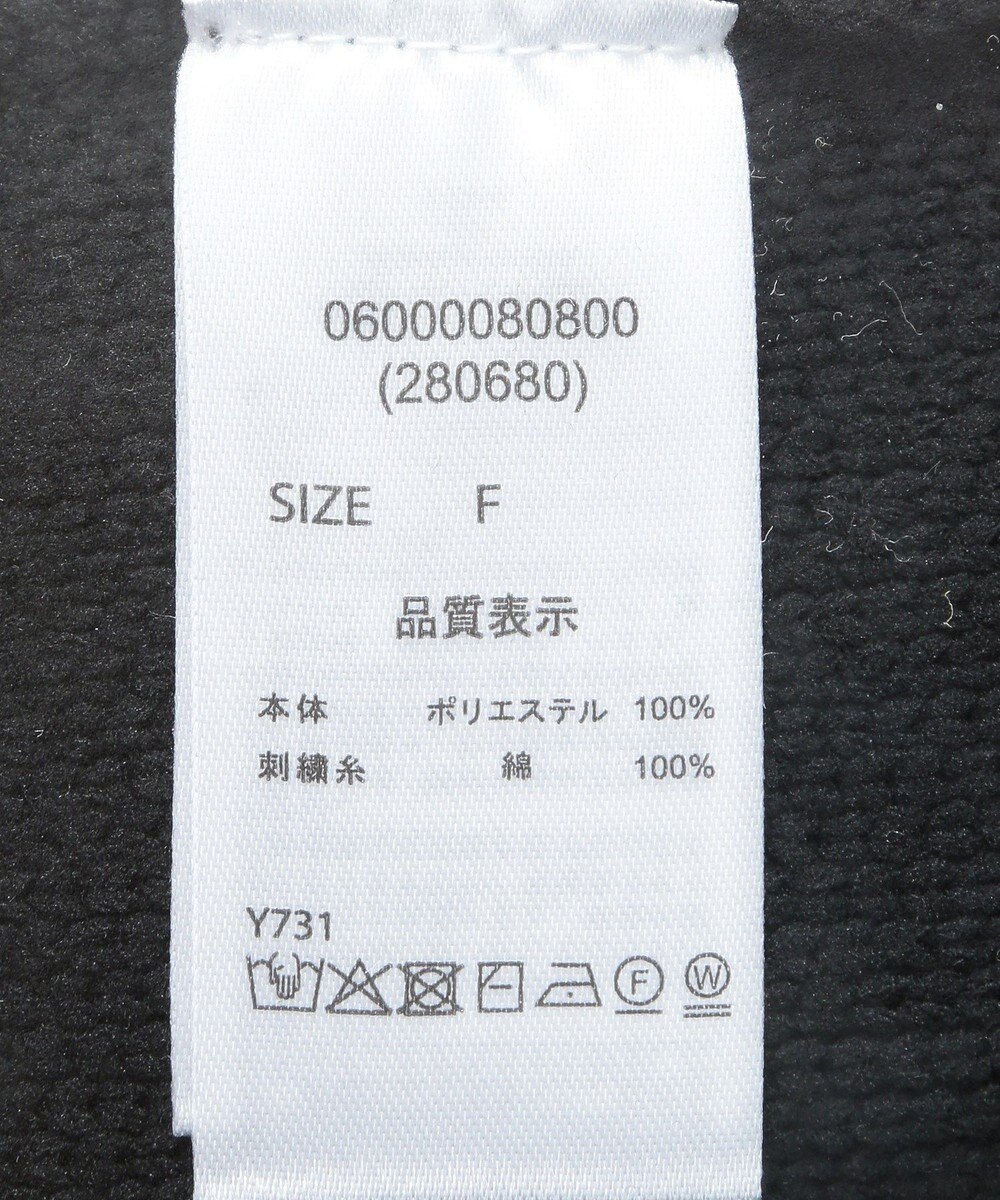 06000080800
(280680)
SIZE F
品質表示
本体 ポリエステル 100%
刺繍糸 綿 100%
Y731
F W